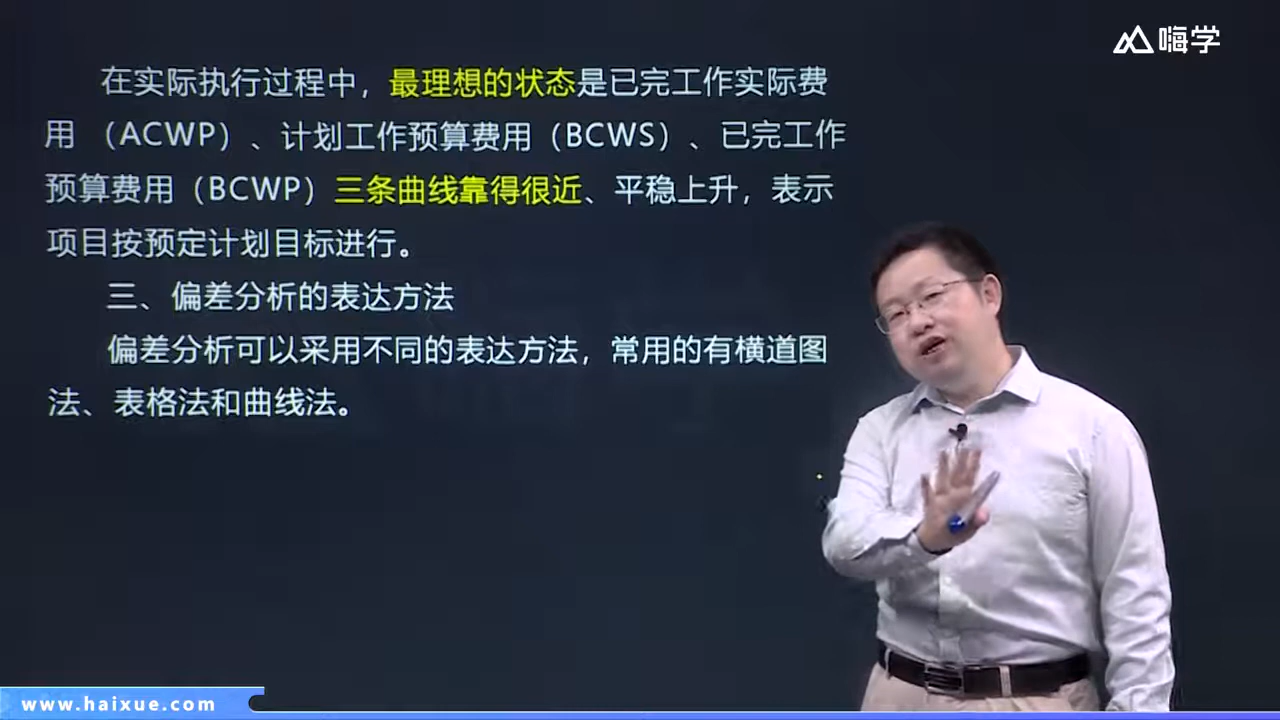 嗨学
在实际执行过程中，最理想的状态是已完工作实际费
用 （ACWP）、计划工作预算费用（BCWS）、已完工作
预算费用（BCWP）三条曲线靠得很近、平稳上升，表示
项目按预定计划目标进行。
三、偏差分析的表达方法
偏差分析可以采用不同的表达方法，常用的有横道图
法、表格法和曲线法。
www.haixue.com